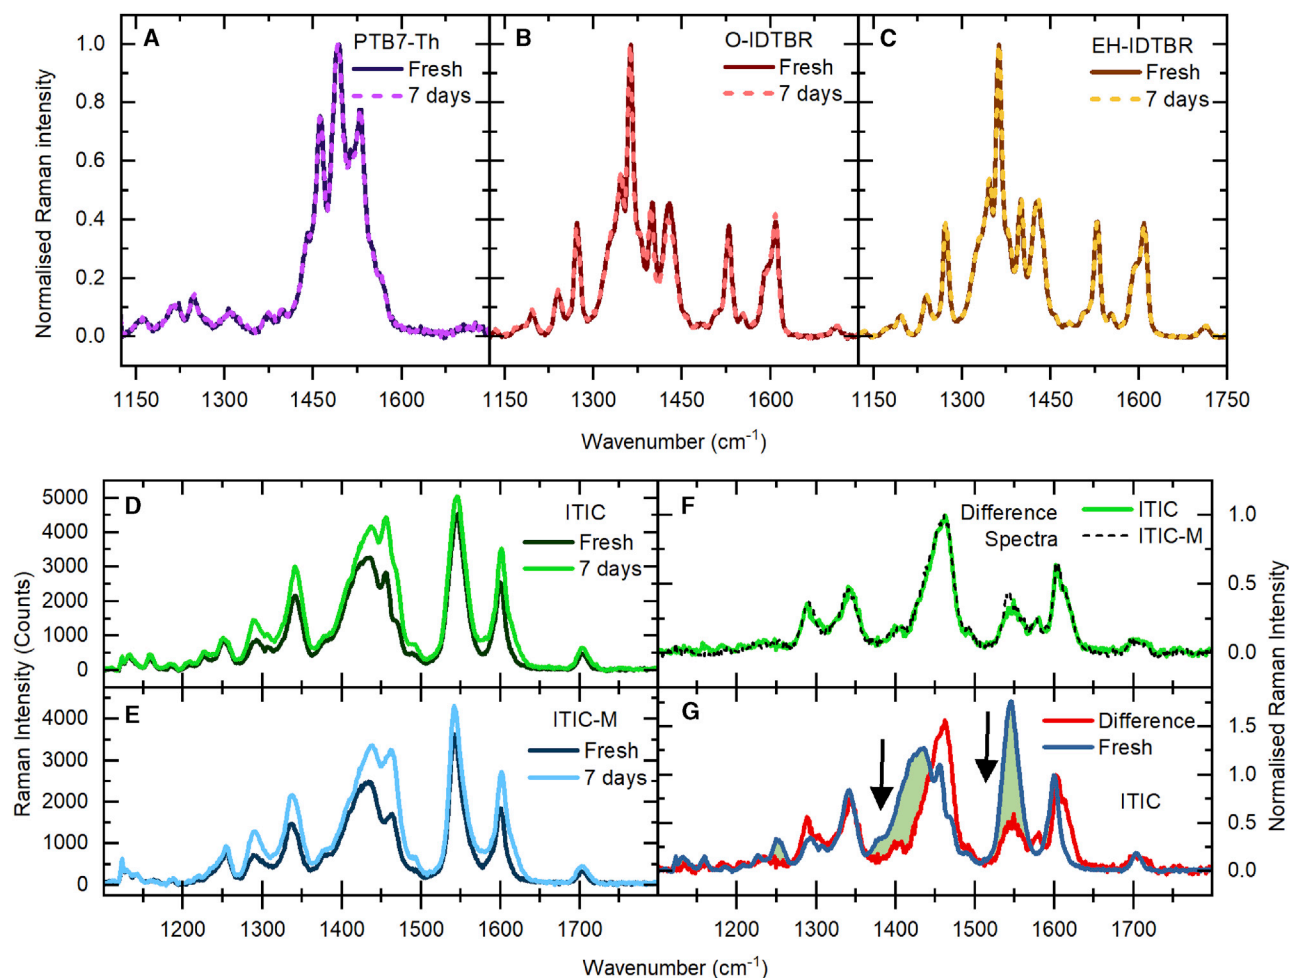 A
PTB7-Th
Fresh
7 days
B
O-IDTBR
Fresh
7 days
C
EH-IDTBR
Fresh
7 days
1.0
0.8
0.6
0.4
0.2
0.0
Normalised Raman intensity
1150 1300 1450 1600 1150 1300 1450 1600 1150 1300 1450 1600 1750
Wavenumber (cm-1)
D
ITIC
Fresh
7 days
5000
4000
3000
2000
1000
0
F
Difference
Spectra
ITIC
ITIC-M
1.0
0.5
0.0
E
ITIC-M
Fresh
7 days
4000
3000
2000
1000
0
G
Difference
Fresh
ITIC
1.5
1.0
0.5
0.0
Raman Intensity (Counts)
Normalised Raman Intensity
1200 1300 1400 1500 1600 1700 1200 1300 1400 1500 1600 1700
Wavenumber (cm-1)